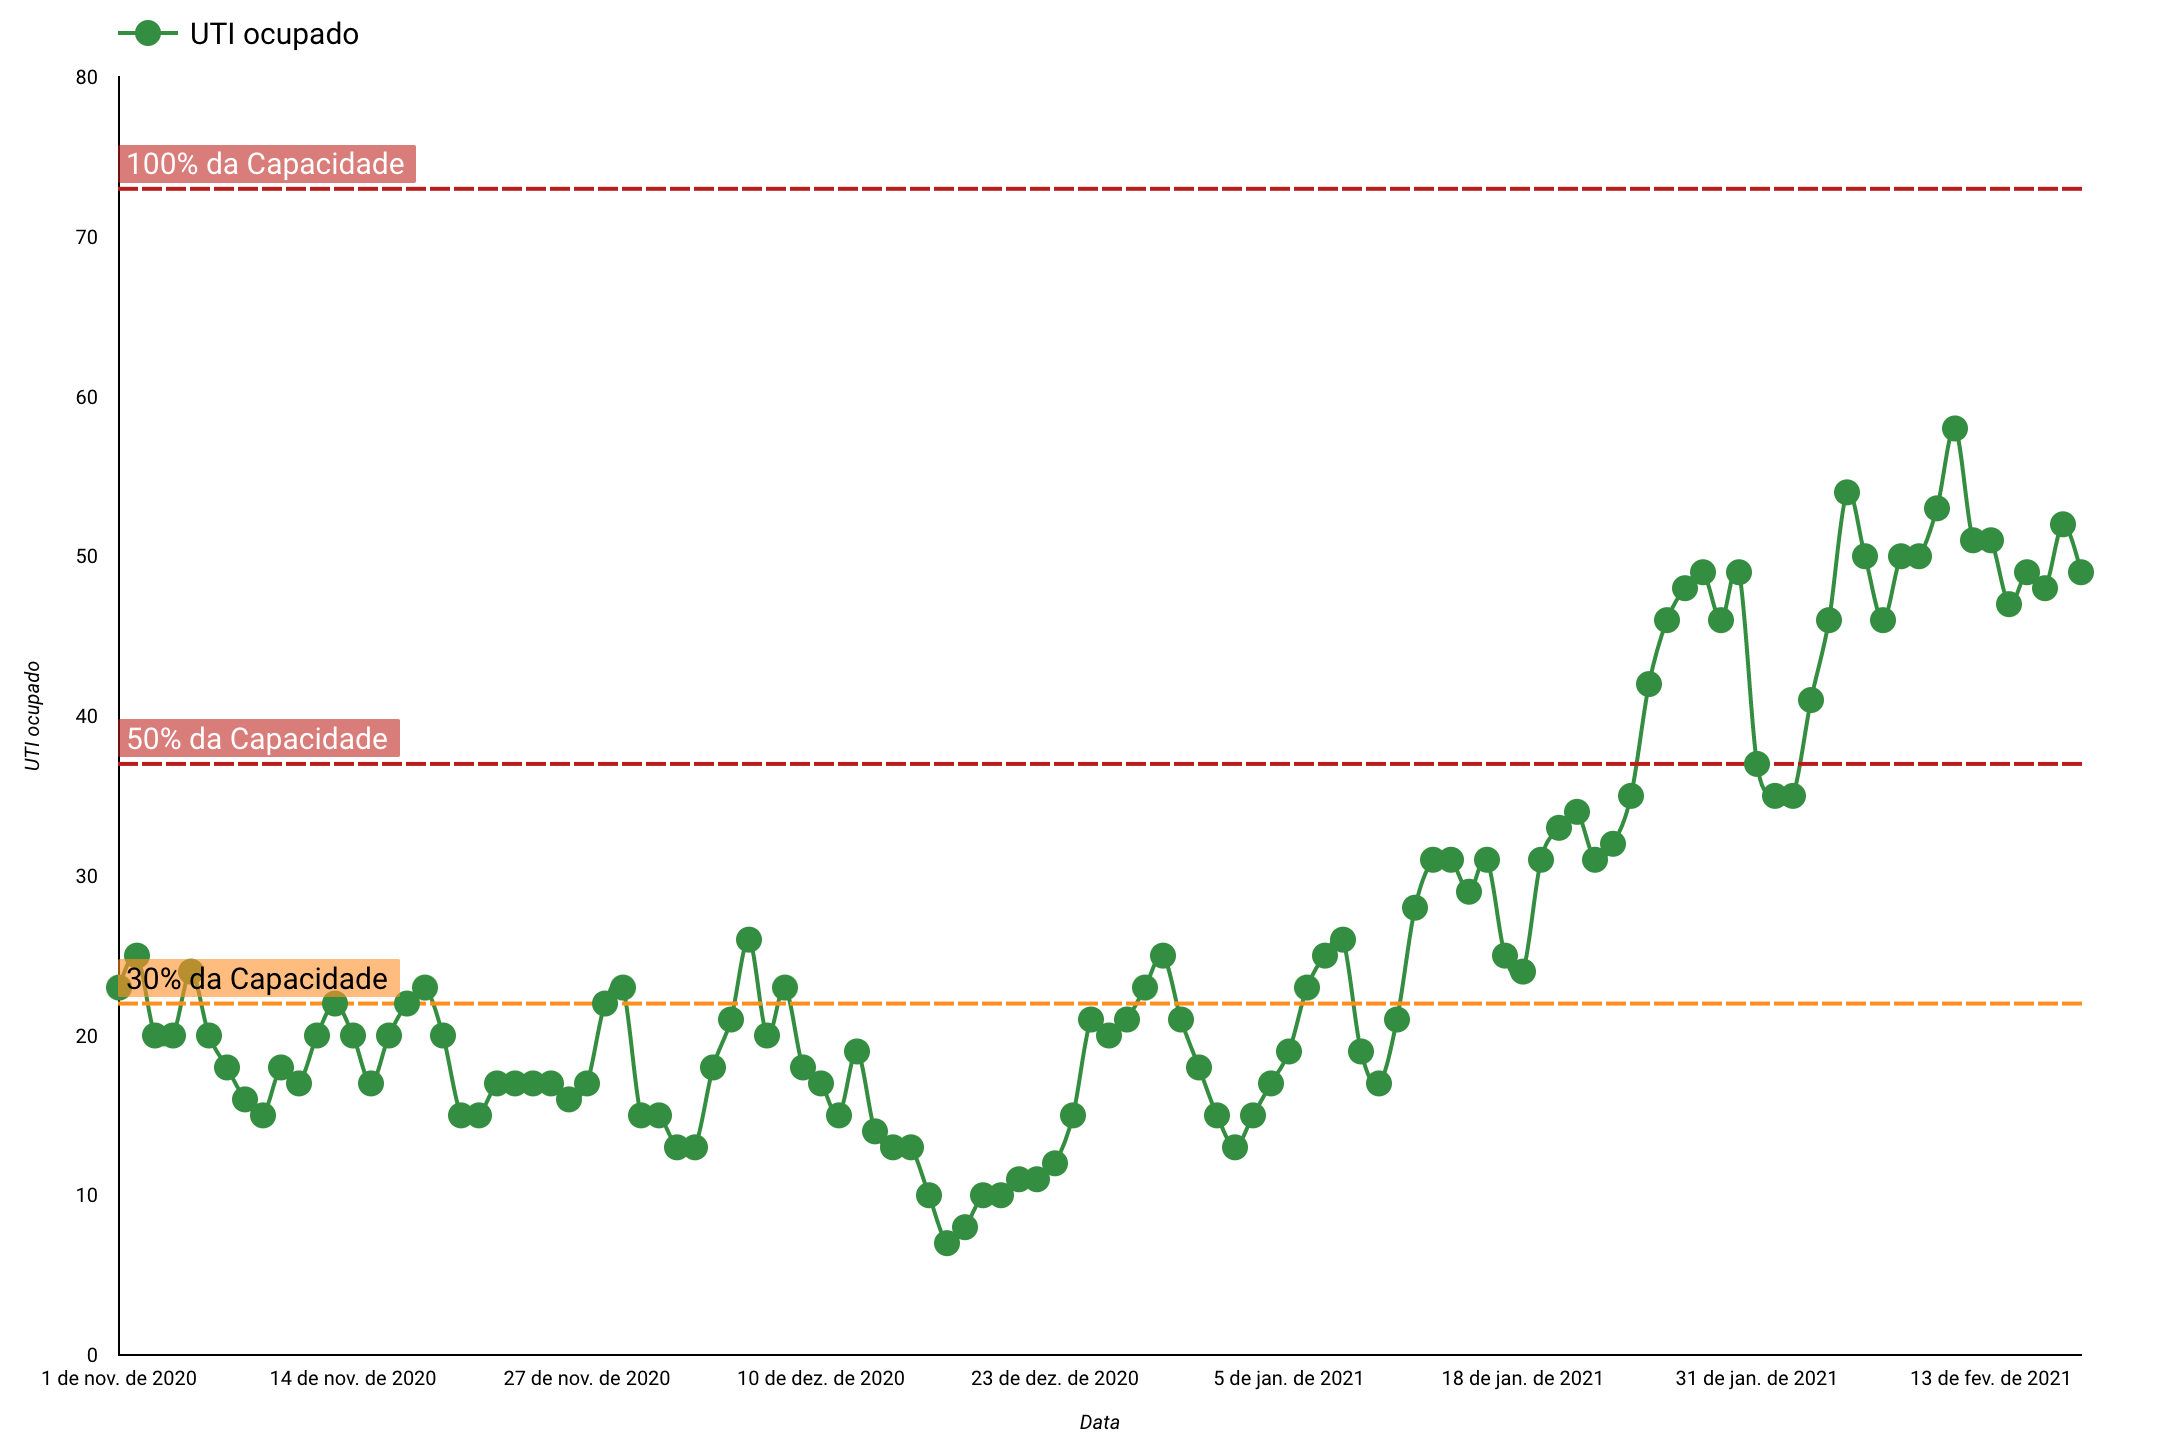 UTI ocupado
80
100% da Capacidade
70
60
50
50% da Capacidade
40
UTI ocupado
30
30% da Capacidade
20
10
0
1 de nov. de 2020 14 de nov. de 2020 27 de nov. de 2020 10 de dez. de 2020 23 de dez. de 2020 5 de jan. de 2021 18 de jan. de 2021 31 de jan. de 2021 13 de fev. de 2021
Data